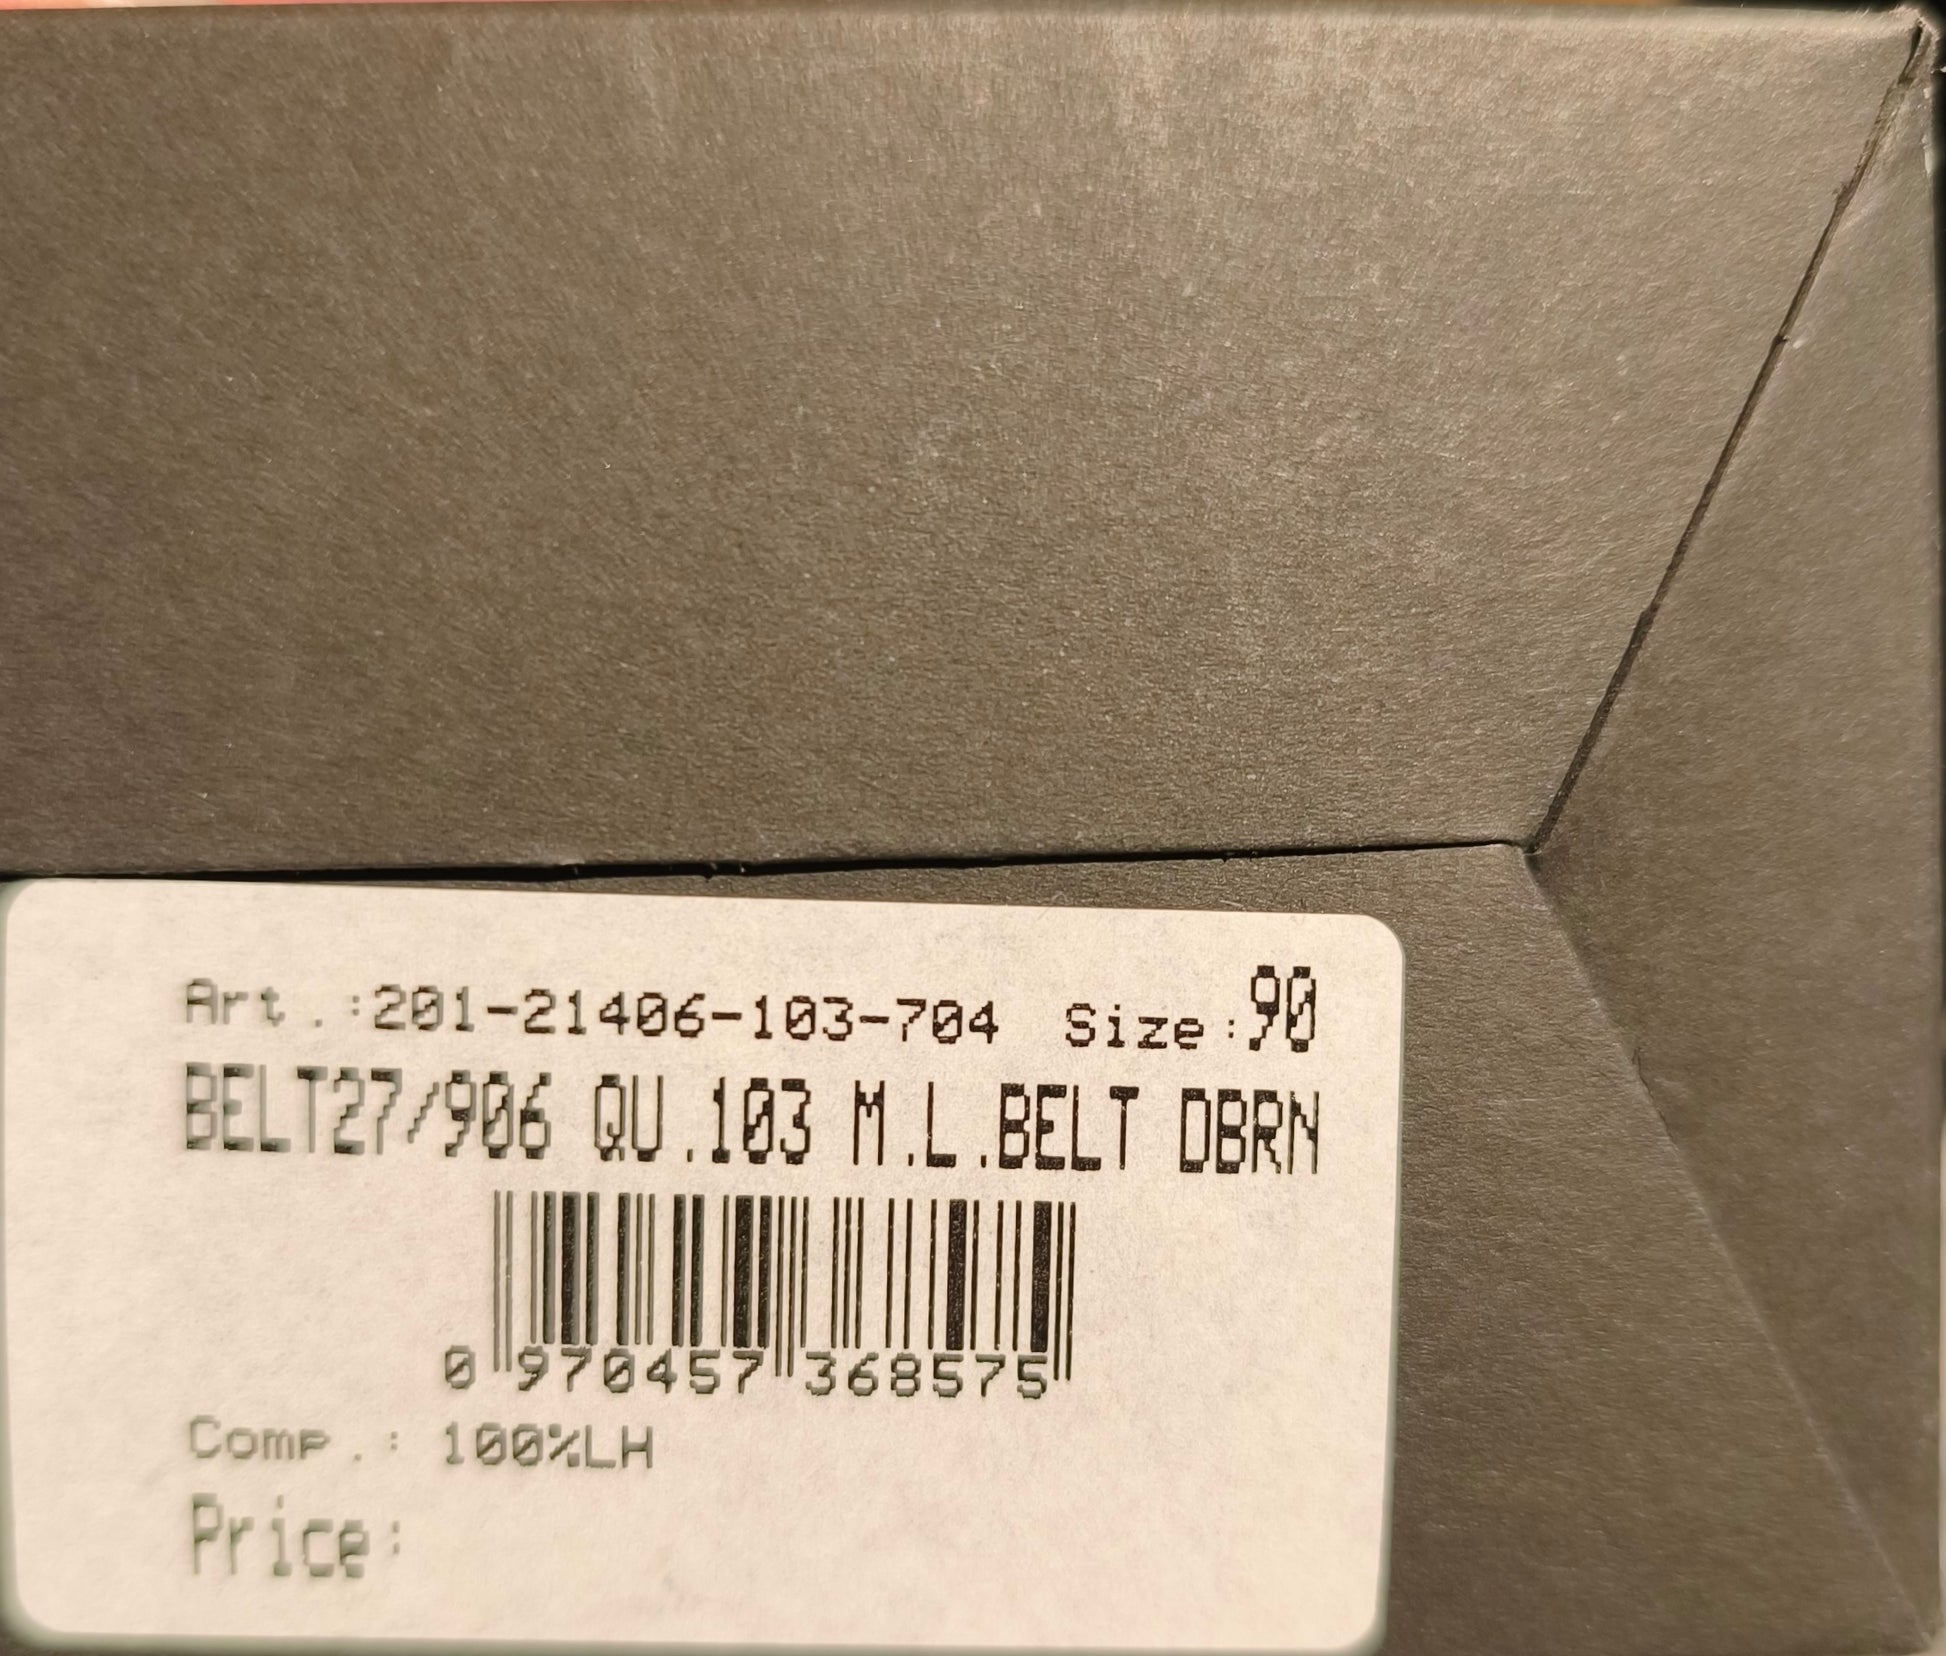 Art.:201-21406-103-704 Size:90
BELT27/906 QU.103 M.L.BELT DBRN
0 970457 368575
Comp.: 100%LH
Price: